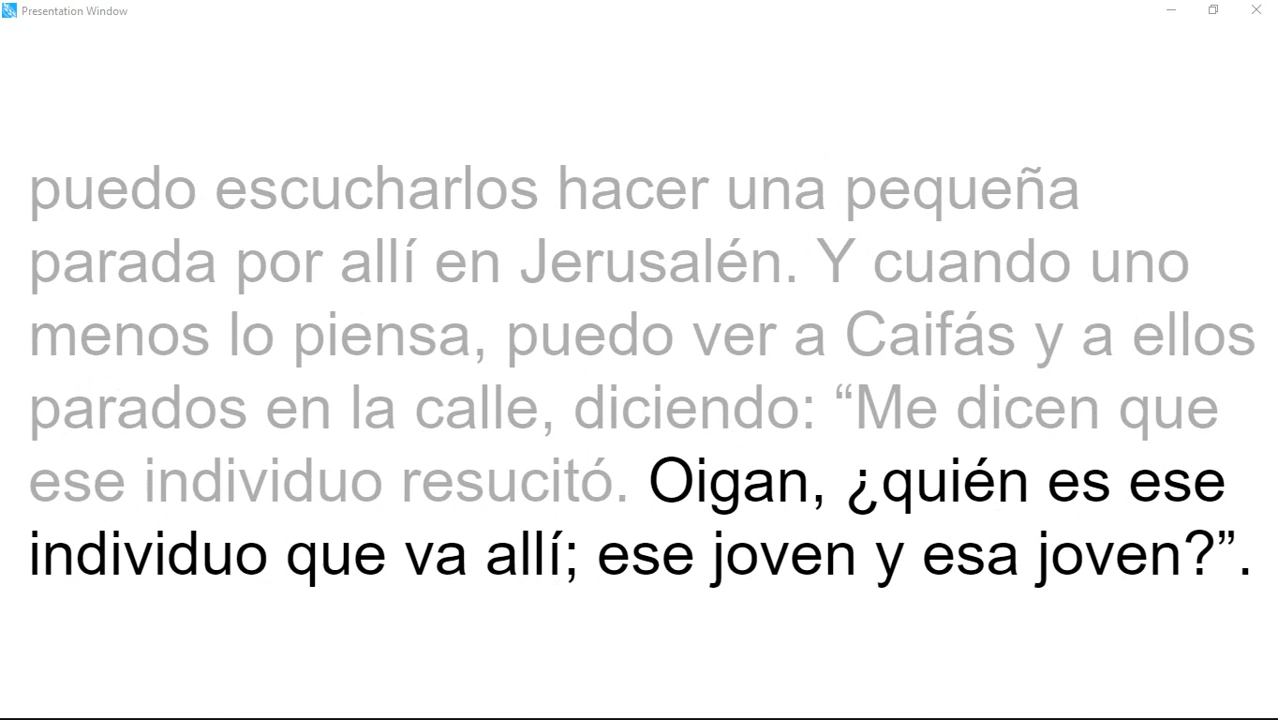 Presentation Window
puedo escucharlos hacer una pequeña
parada por allí en Jerusalén. Y cuando uno
menos lo piensa, puedo ver a Caifás y a ellos
parados en la calle, diciendo: “Me dicen que
ese individuo resucitó. Oigan, ¿quién es ese
individuo que va allí; ese joven y esa joven?”.